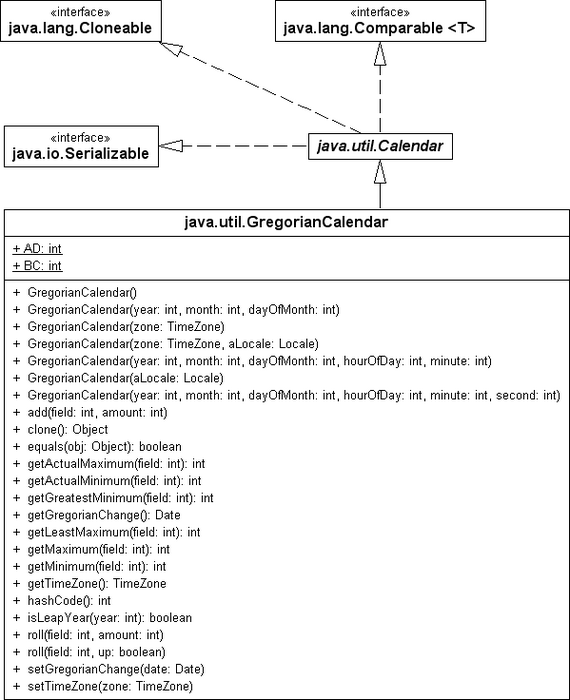 «interface»
java.lang.Cloneable
«interface»
java.lang.Comparable <T>
«interface»
java.io.Serializable
java.util.Calendar
java.util.GregorianCalendar
+ AD: int
+ BC: int
+ GregorianCalendar()
+ GregorianCalendar(year: int, month: int, dayOfMonth: int)
+ GregorianCalendar(zone: TimeZone)
+ GregorianCalendar(zone: TimeZone, aLocale: Locale)
+ GregorianCalendar(year: int, month: int, dayOfMonth: int, hourOfDay: int, minute: int)
+ GregorianCalendar(aLocale: Locale)
+ GregorianCalendar(year: int, month: int, dayOfMonth: int, hourOfDay: int, minute: int, second: int)
+ add(field: int, amount: int)
+ clone(): Object
+ equals(obj: Object): boolean
+ getActualMaximum(field: int): int
+ getActualMinimum(field: int): int
+ getGreatestMinimum(field: int): int
+ getGregorianChange(): Date
+ getLeastMaximum(field: int): int
+ getMaximum(field: int): int
+ getMinimum(field: int): int
+ getTimeZone(): TimeZone
+ hashCode(): int
+ isLeapYear(year: int): boolean
+ roll(field: int, amount: int)
+ roll(field: int, up: boolean)
+ setGregorianChange(date: Date)
+ setTimeZone(zone: TimeZone)